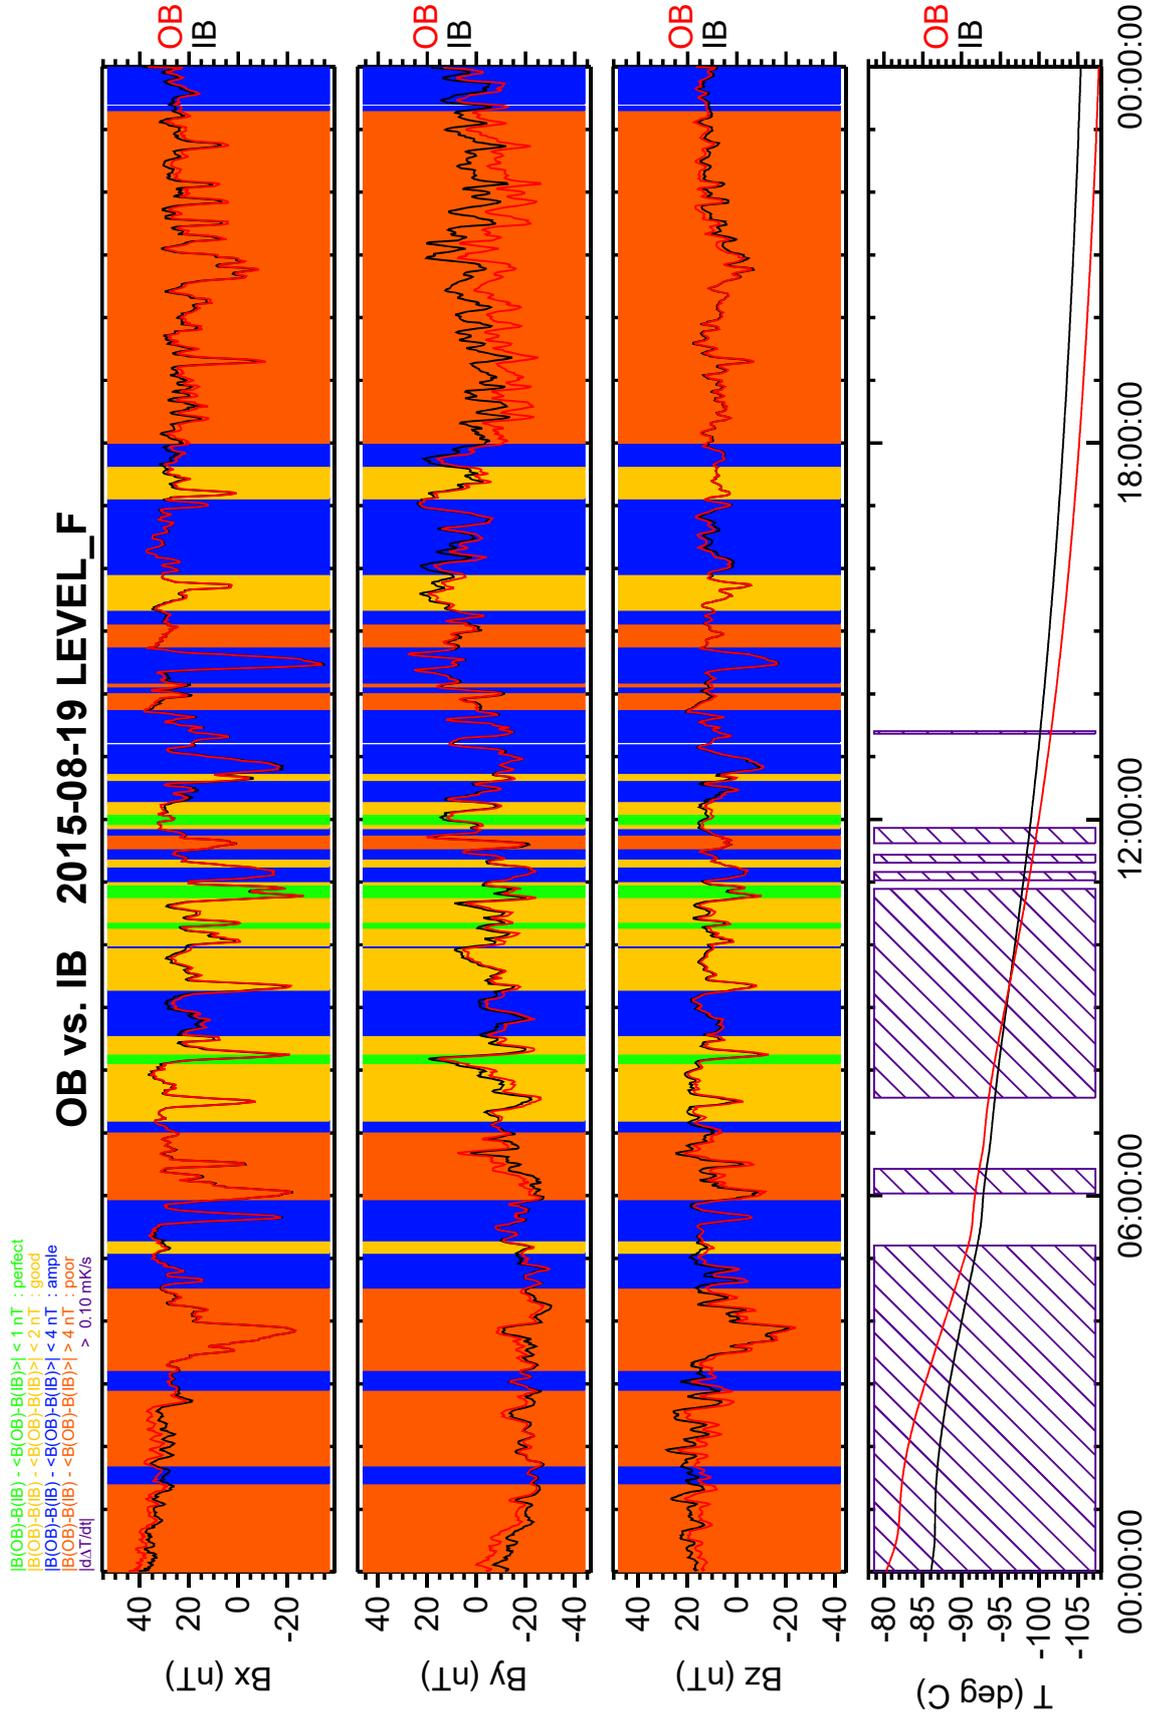 OB vs. IB 2015-08-19 LEVEL_F
|B(OB)-B(IB) - <B(OB)-B(IB)>| < 1 nT : perfect
|B(OB)-B(IB) - <B(OB)-B(IB)>| < 2 nT : good
|B(OB)-B(IB) - <B(OB)-B(IB)>| < 4 nT : ample
|B(OB)-B(IB) - <B(OB)-B(IB)>| > 4 nT : poor
|dΔT/dt| > 0.10 mK/s
Bx (nT)
40
20
0
-20
OB
IB
By (nT)
40
20
0
-20
-40
OB
IB
Bz (nT)
40
20
0
-20
-40
OB
IB
T (deg C)
-80
-85
-90
-95
-100
-105
OB
IB
00:00:00
06:00:00
12:00:00
18:00:00
00:00:00